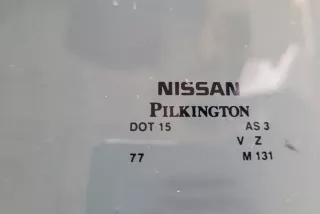 NISSAN
PILKINGTON
DOT 15 AS 3
V Z
77 M 131